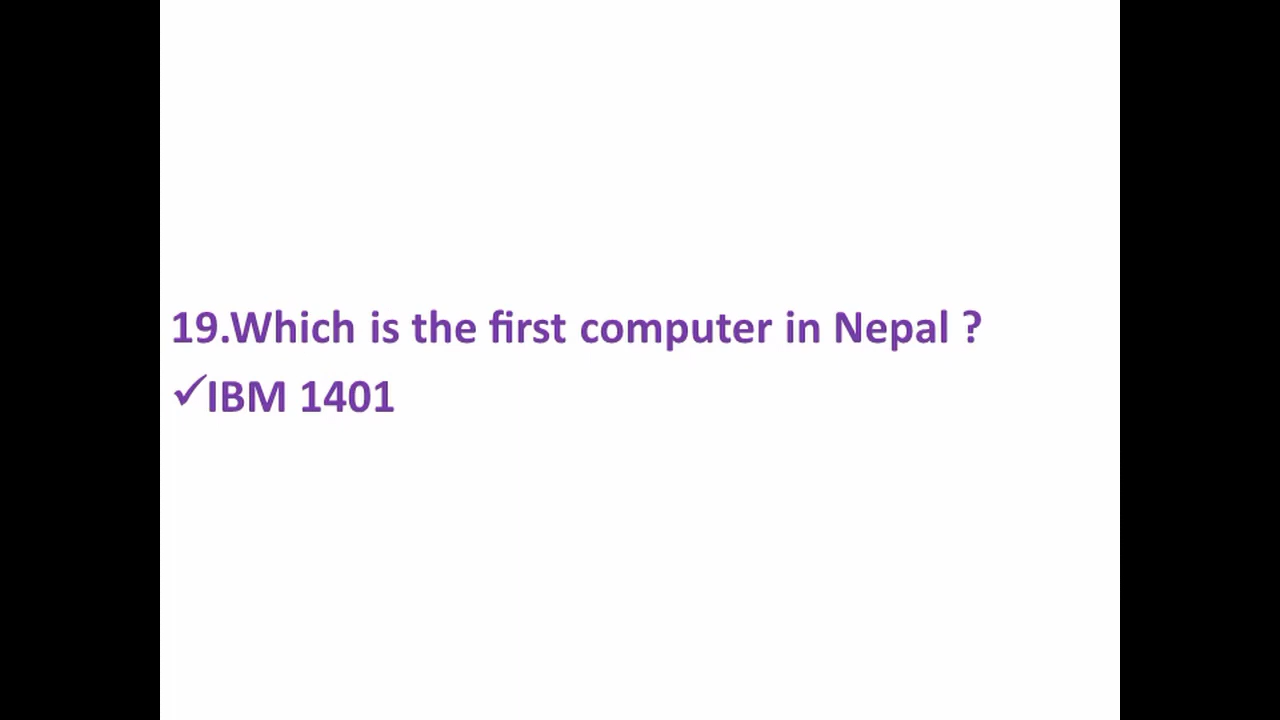 19.Which is the first computer in Nepal ?
✓IBM 1401